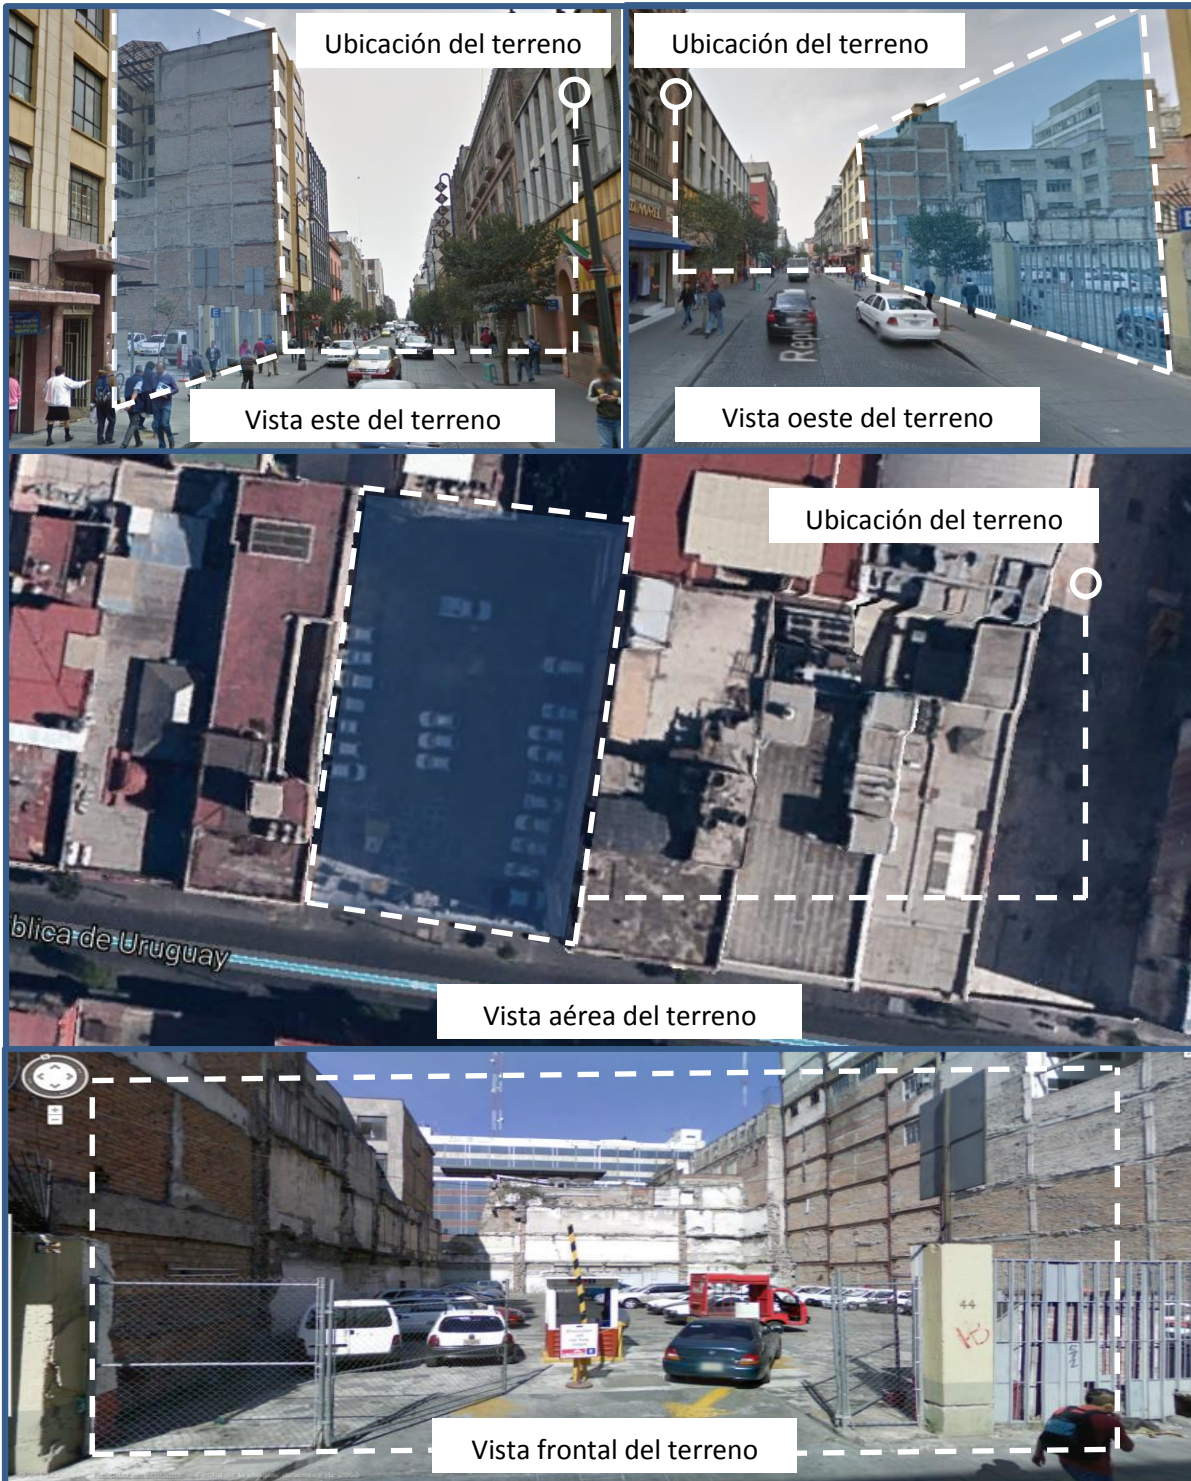 Ubicación del terreno
Ubicación del terreno
Rep
Vista este del terreno
Vista oeste del terreno
Ubicación del terreno
blica de Uruguay
Vista aérea del terreno
44
Vista frontal del terreno